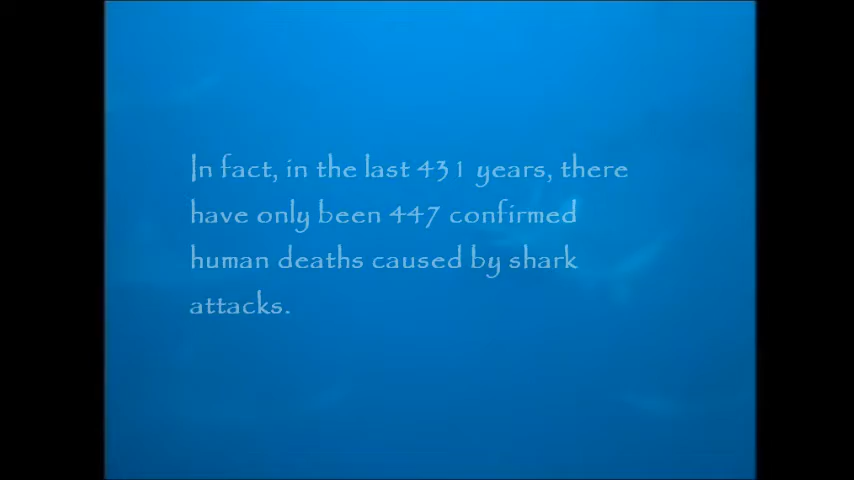 In fact, in the last 431 years, there
have only been 447 confirmed
human deaths caused by shark
attacks.